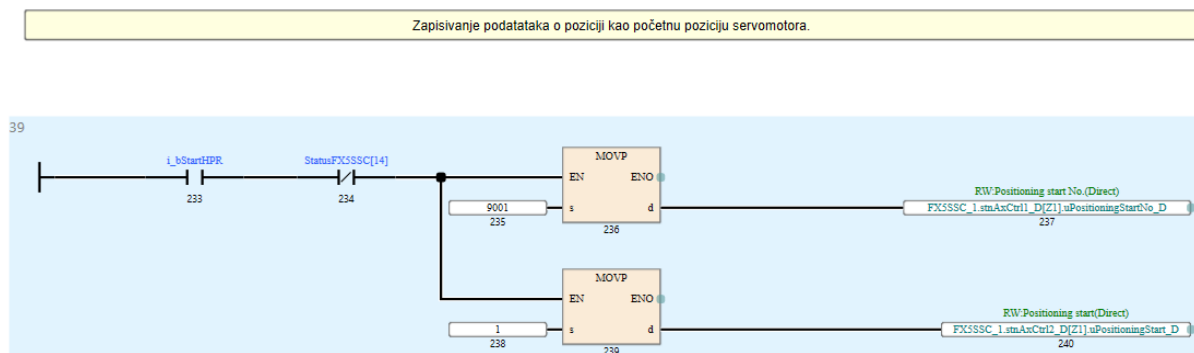 Zapisivanje podatataka o poziciji kao početnu poziciju servomotora.
39
i_bStartHPR
StatusFX5SSC[14]
233
234
MOVP
EN
ENO
RW:Positioning start No.(Direct)
9001
s
d
FX5SSC_1.stnAxCtrl1_D[Z1].uPositioningStartNo_D
235
236
237
MOVP
EN
ENO
RW:Positioning start(Direct)
1
s
d
FX5SSC_1.stnAxCtrl2_D[Z1].uPositioningStart_D
238
239
240